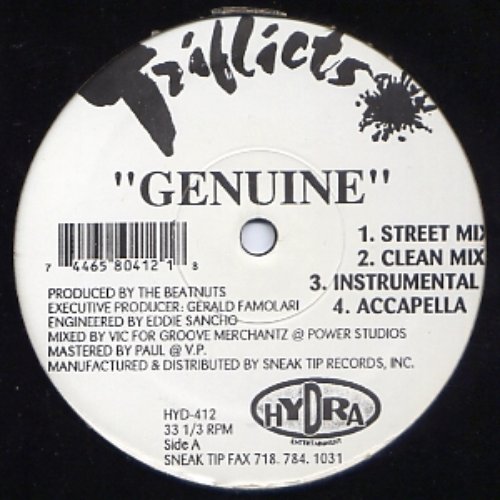 Triflicts
"GENUINE"
1. STREET MIX
2. CLEAN MIX
3. INSTRUMENTAL
4. ACCAPELLA
7 44658 04121 8
PRODUCED BY THE BEATNUTS
EXECUTIVE PRODUCER: GERALD FAMOLARI
ENGINEERED BY EDDIE SANCHO
MIXED BY VIC FOR GROOVE MERCHANTZ @ POWER STUDIOS
MASTERED BY PAUL @ V.P.
MANUFACTURED & DISTRIBUTED BY SNEAK TIP RECORDS, INC.
HYD-412
33 1/3 RPM
Side A
SNEAK TIP FAX 718. 784. 1031
HYDRA
ENTERTAINMENT